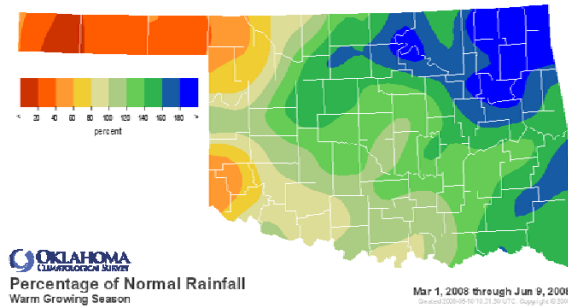 < 20 40 60 80 100 120 140 160 180 >
percent
OKLAHOMA
CLIMATOLOGICAL SURVEY
Percentage of Normal Rainfall
Warm Growing Season
Mar 1, 2008 through Jun 9, 2008